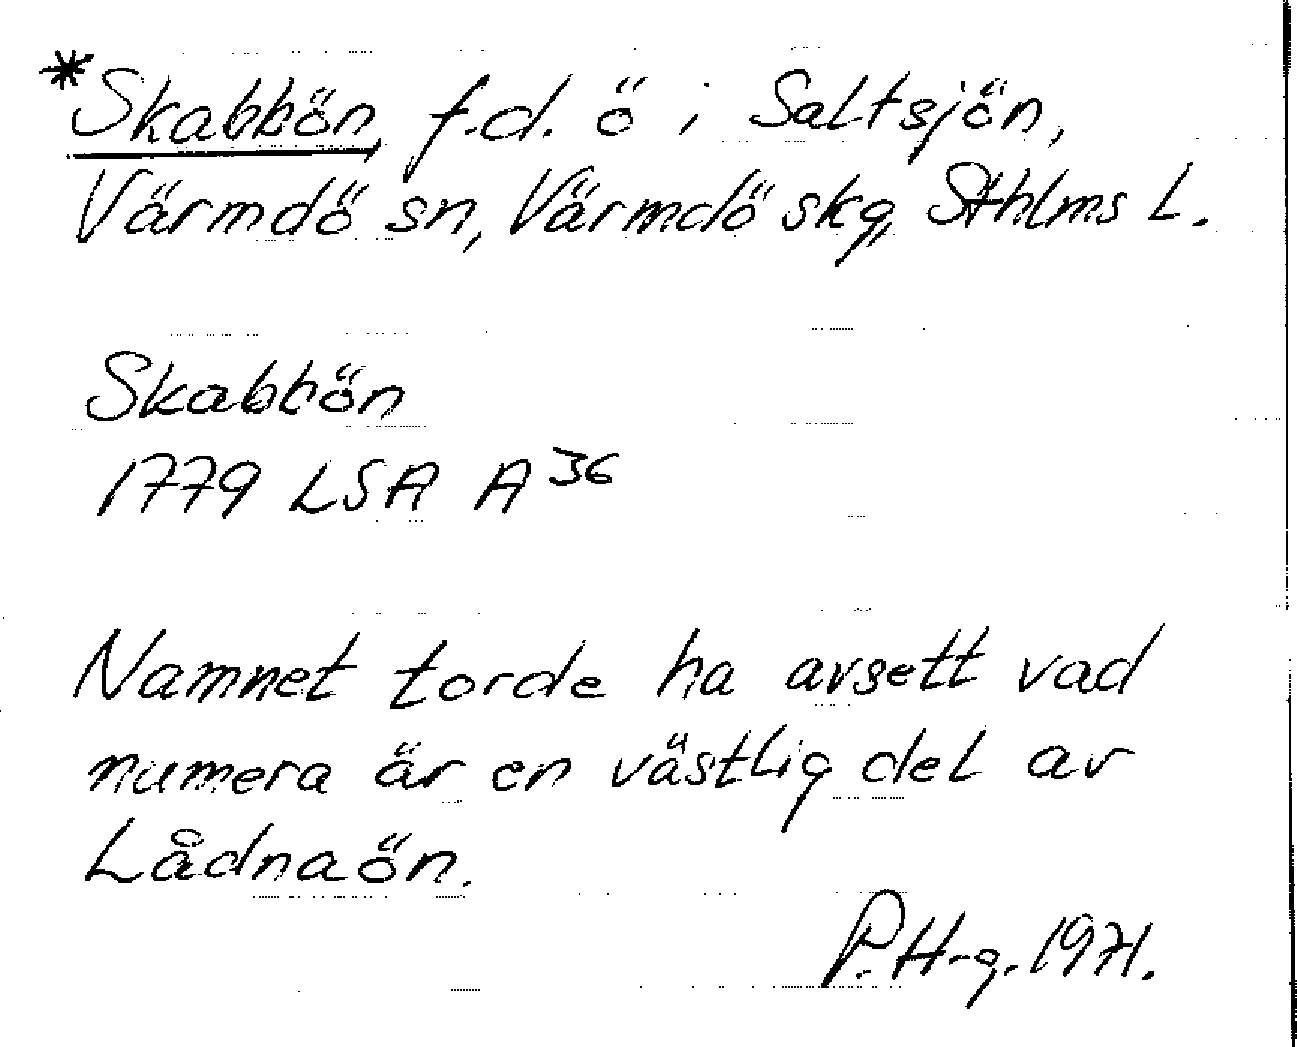 *Skabbön, f.d. ö i Saltsjön,
Värmdö sn, Värmdö skg, Sthlms L.
Skabbön
1779 LSA A 36
Namnet torde ha avsett vad
numera är en västlig del av
Lådnaön.
P. H-g. 1971.